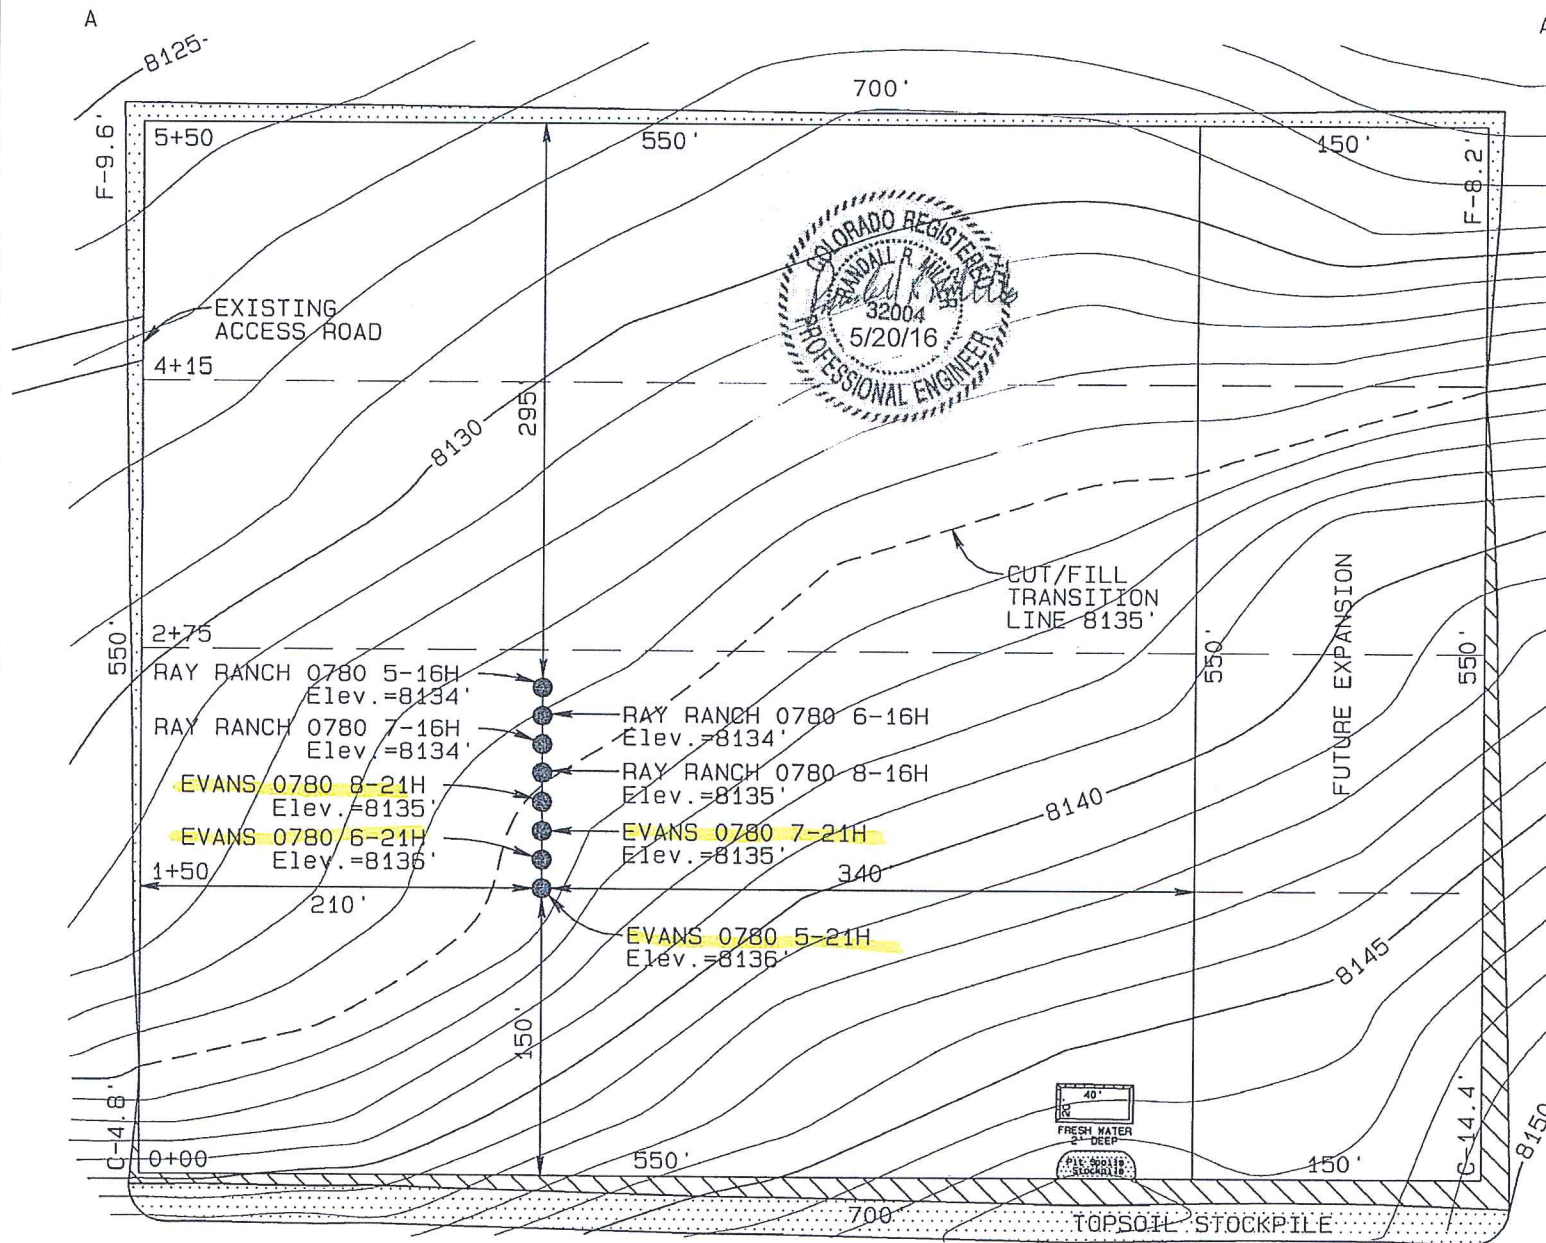 A
A
8125
700'
F-9.6'
5+50
550'
150'
F-8.2'
COLORADO REGISTERED
RANDALL R. MILLER
32004
5/20/16
PROFESSIONAL ENGINEER
EXISTING
ACCESS ROAD
4+15
295'
8130
CUT/FILL
TRANSITION
LINE 8135'
FUTURE EXPANSION
550'
2+75
550'
550'
RAY RANCH 0780 5-16H
Elev.=8134'
RAY RANCH 0780 6-16H
Elev.=8134'
RAY RANCH 0780 7-16H
Elev.=8134'
RAY RANCH 0780 8-16H
Elev.=8135'
EVANS 0780 8-21H
Elev.=8135'
8140
EVANS 0780 7-21H
Elev.=8135'
EVANS 0780 6-21H
Elev.=8136'
1+50
210'
340'
EVANS 0780 5-21H
Elev.=8136'
8145
150'
C-4.8'
40'
20'
FRESH WATER
2' DEEP
Pit Spoils
Stockpile
C-14.4'
8150
0+00
550'
150'
700'
TOPSOIL STOCKPILE